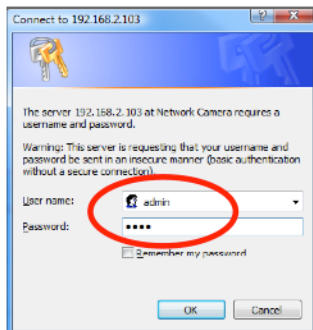 Connect to 192.168.2.103
The server 192.168.2.103 at Network Camera requires a
username and password.
Warning: This server is requesting that your username and
password be sent in an insecure manner (basic authentication
without a secure connection).
User name:
admin
Password:
••••
Remember my password
OK
Cancel